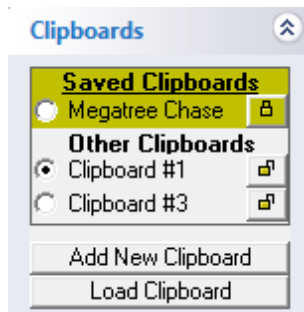 Clipboards
Saved Clipboards
Megatree Chase
Other Clipboards
Clipboard #1
Clipboard #3
Add New Clipboard
Load Clipboard